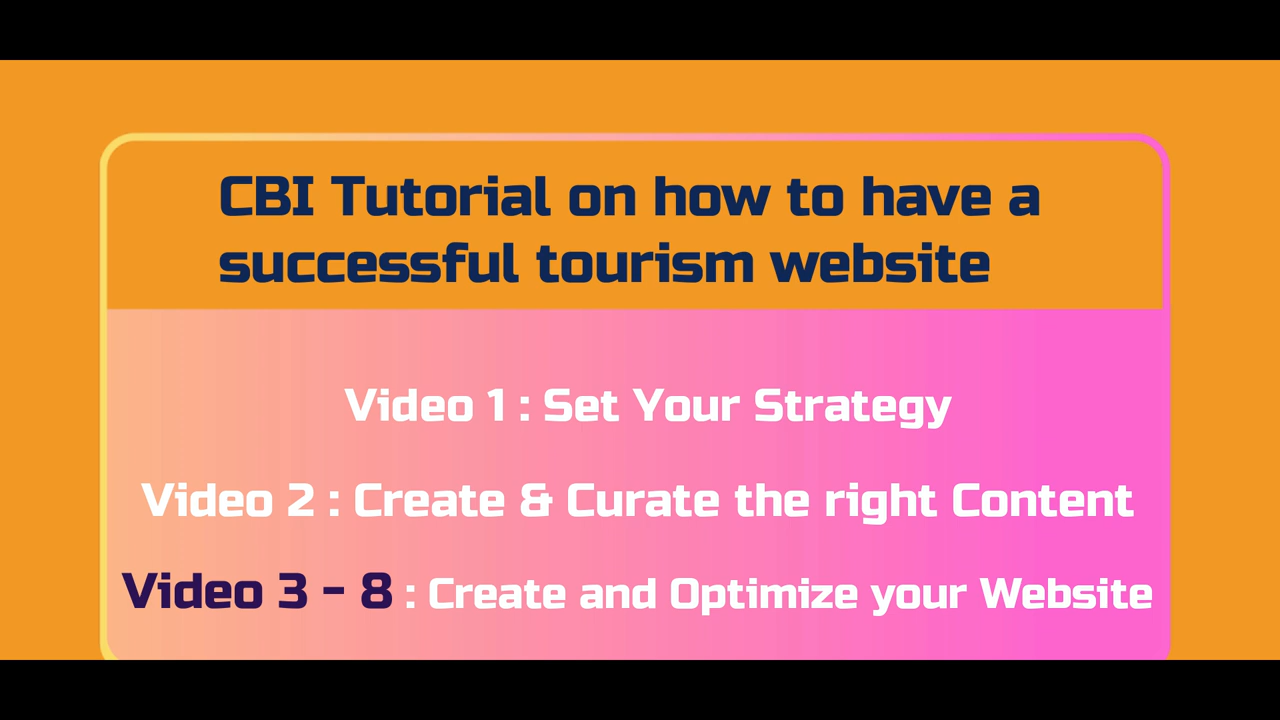 CBI Tutorial on how to have a
successful tourism website
Video 1 : Set Your Strategy
Video 2 : Create & Curate the right Content
Video 3 - 8 : Create and Optimize your Website